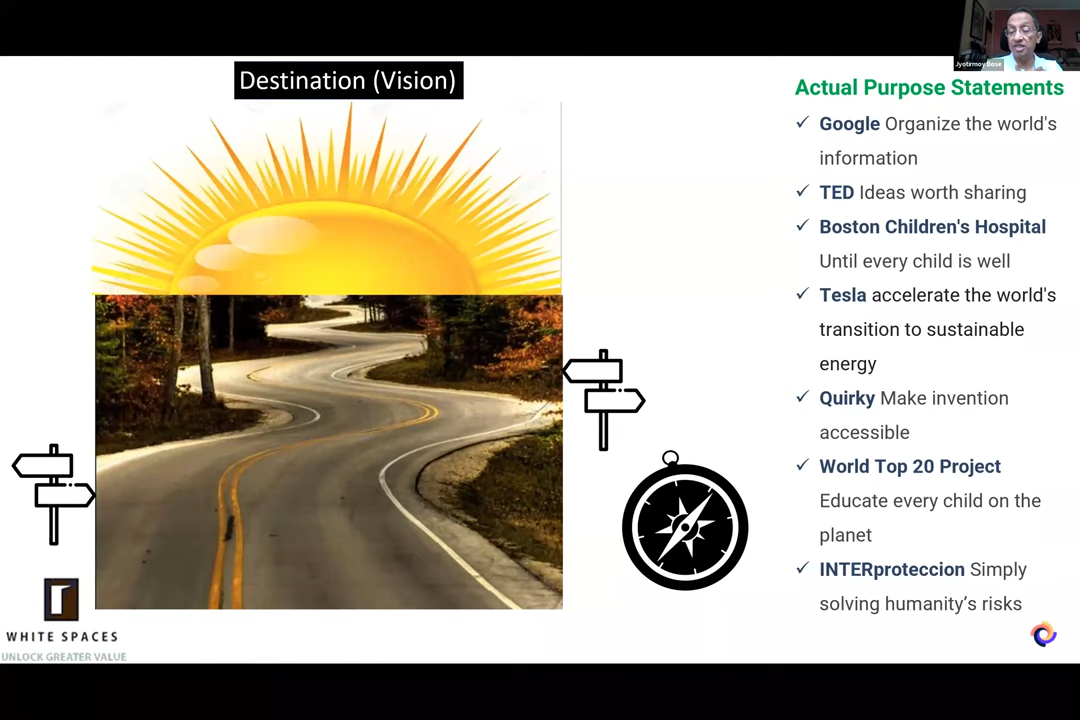 Jyotirmoy Bose
Destination (Vision)
Actual Purpose Statements
✓ Google Organize the world's
information
✓ TED Ideas worth sharing
✓ Boston Children's Hospital
Until every child is well
✓ Tesla accelerate the world's
transition to sustainable
energy
✓ Quirky Make invention
accessible
✓ World Top 20 Project
Educate every child on the
planet
✓ INTERproteccion Simply
solving humanity’s risks
WHITE SPACES
UNLOCK GREATER VALUE